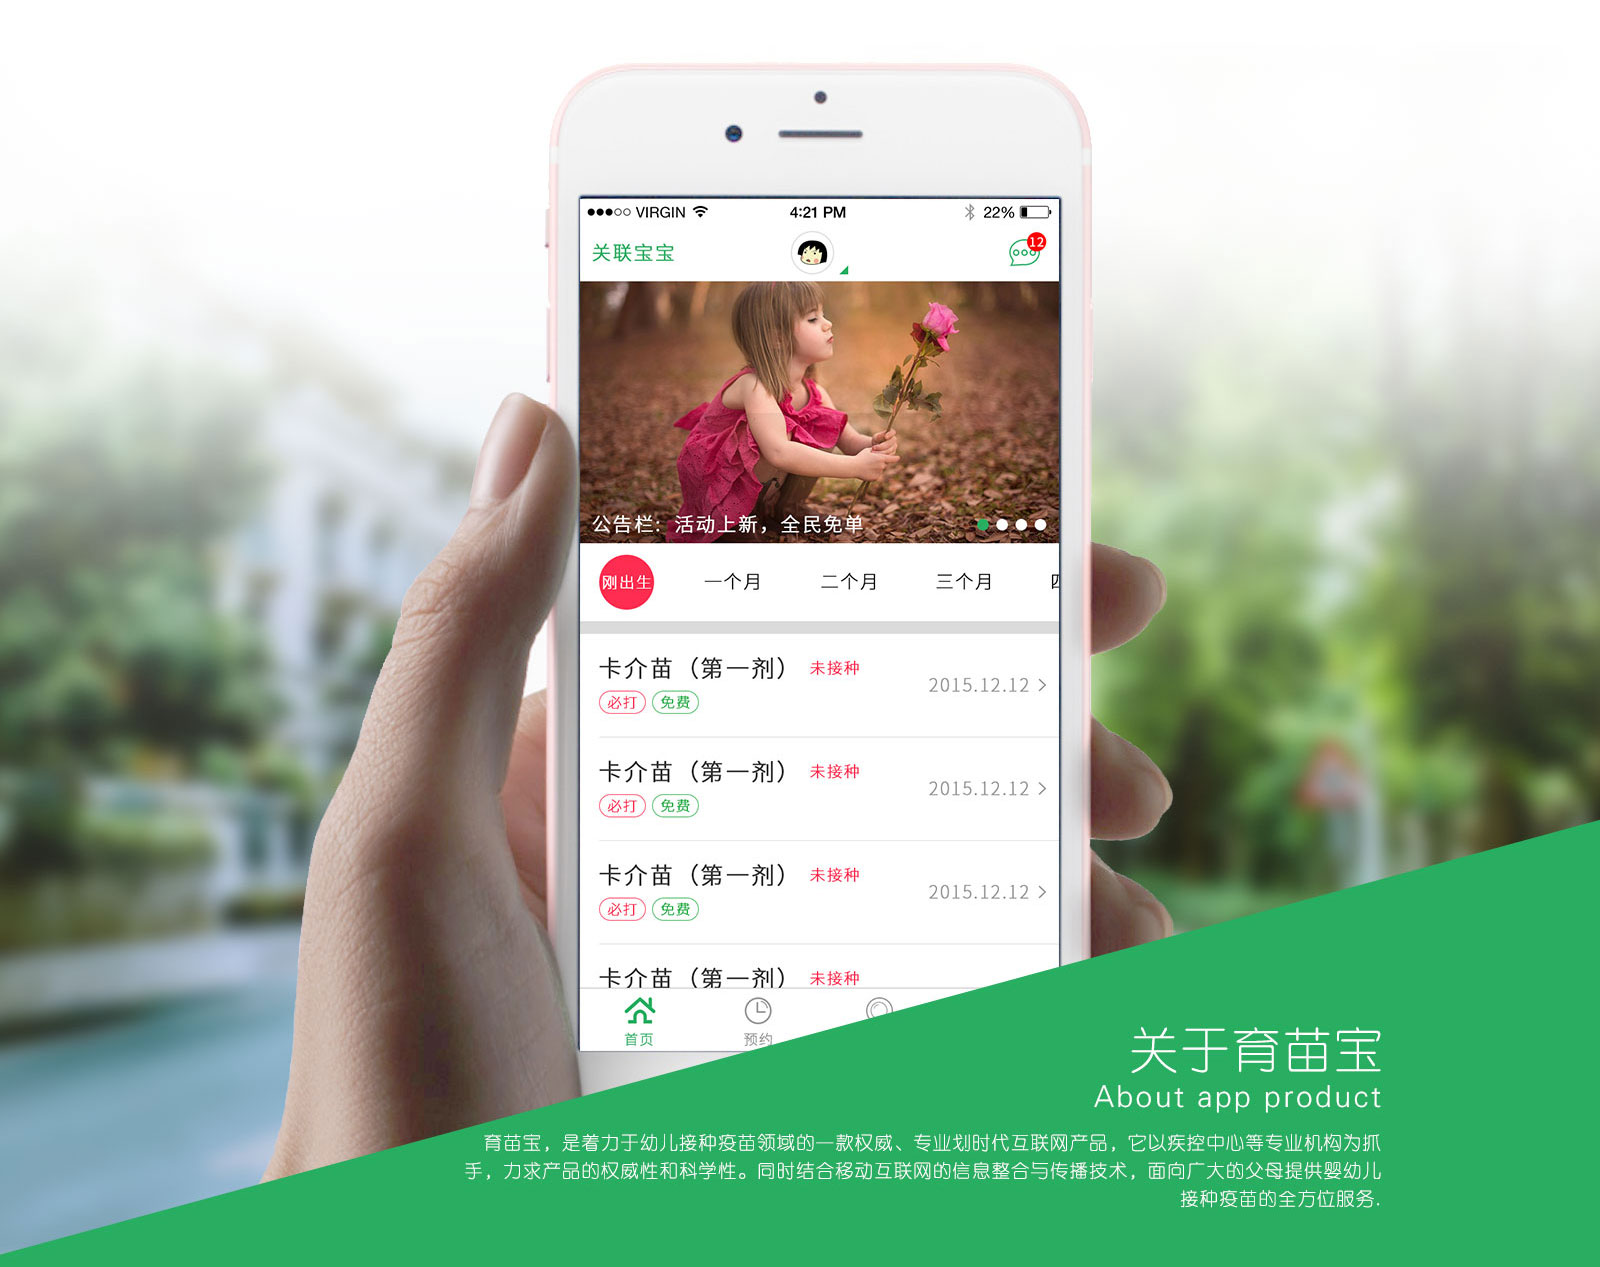 VIRGIN 4:21 PM 22%
关联宝宝 12
公告栏：活动上新，全民免单
刚出生 一个月 二个月 三个月
卡介苗（第一剂） 未接种
2015.12.12
必打 免费
卡介苗（第一剂） 未接种
2015.12.12
必打 免费
卡介苗（第一剂） 未接种
2015.12.12
必打 免费
卡介苗（第一剂） 未接种
首页 预约
关于育苗宝
About app product
育苗宝，是着力于幼儿接种疫苗领域的一款权威、专业划时代互联网产品，它以疾控中心等专业机构为抓
手，力求产品的权威性和科学性。同时结合移动互联网的信息整合与传播技术，面向广大的父母提供婴幼儿
接种疫苗的全方位服务.